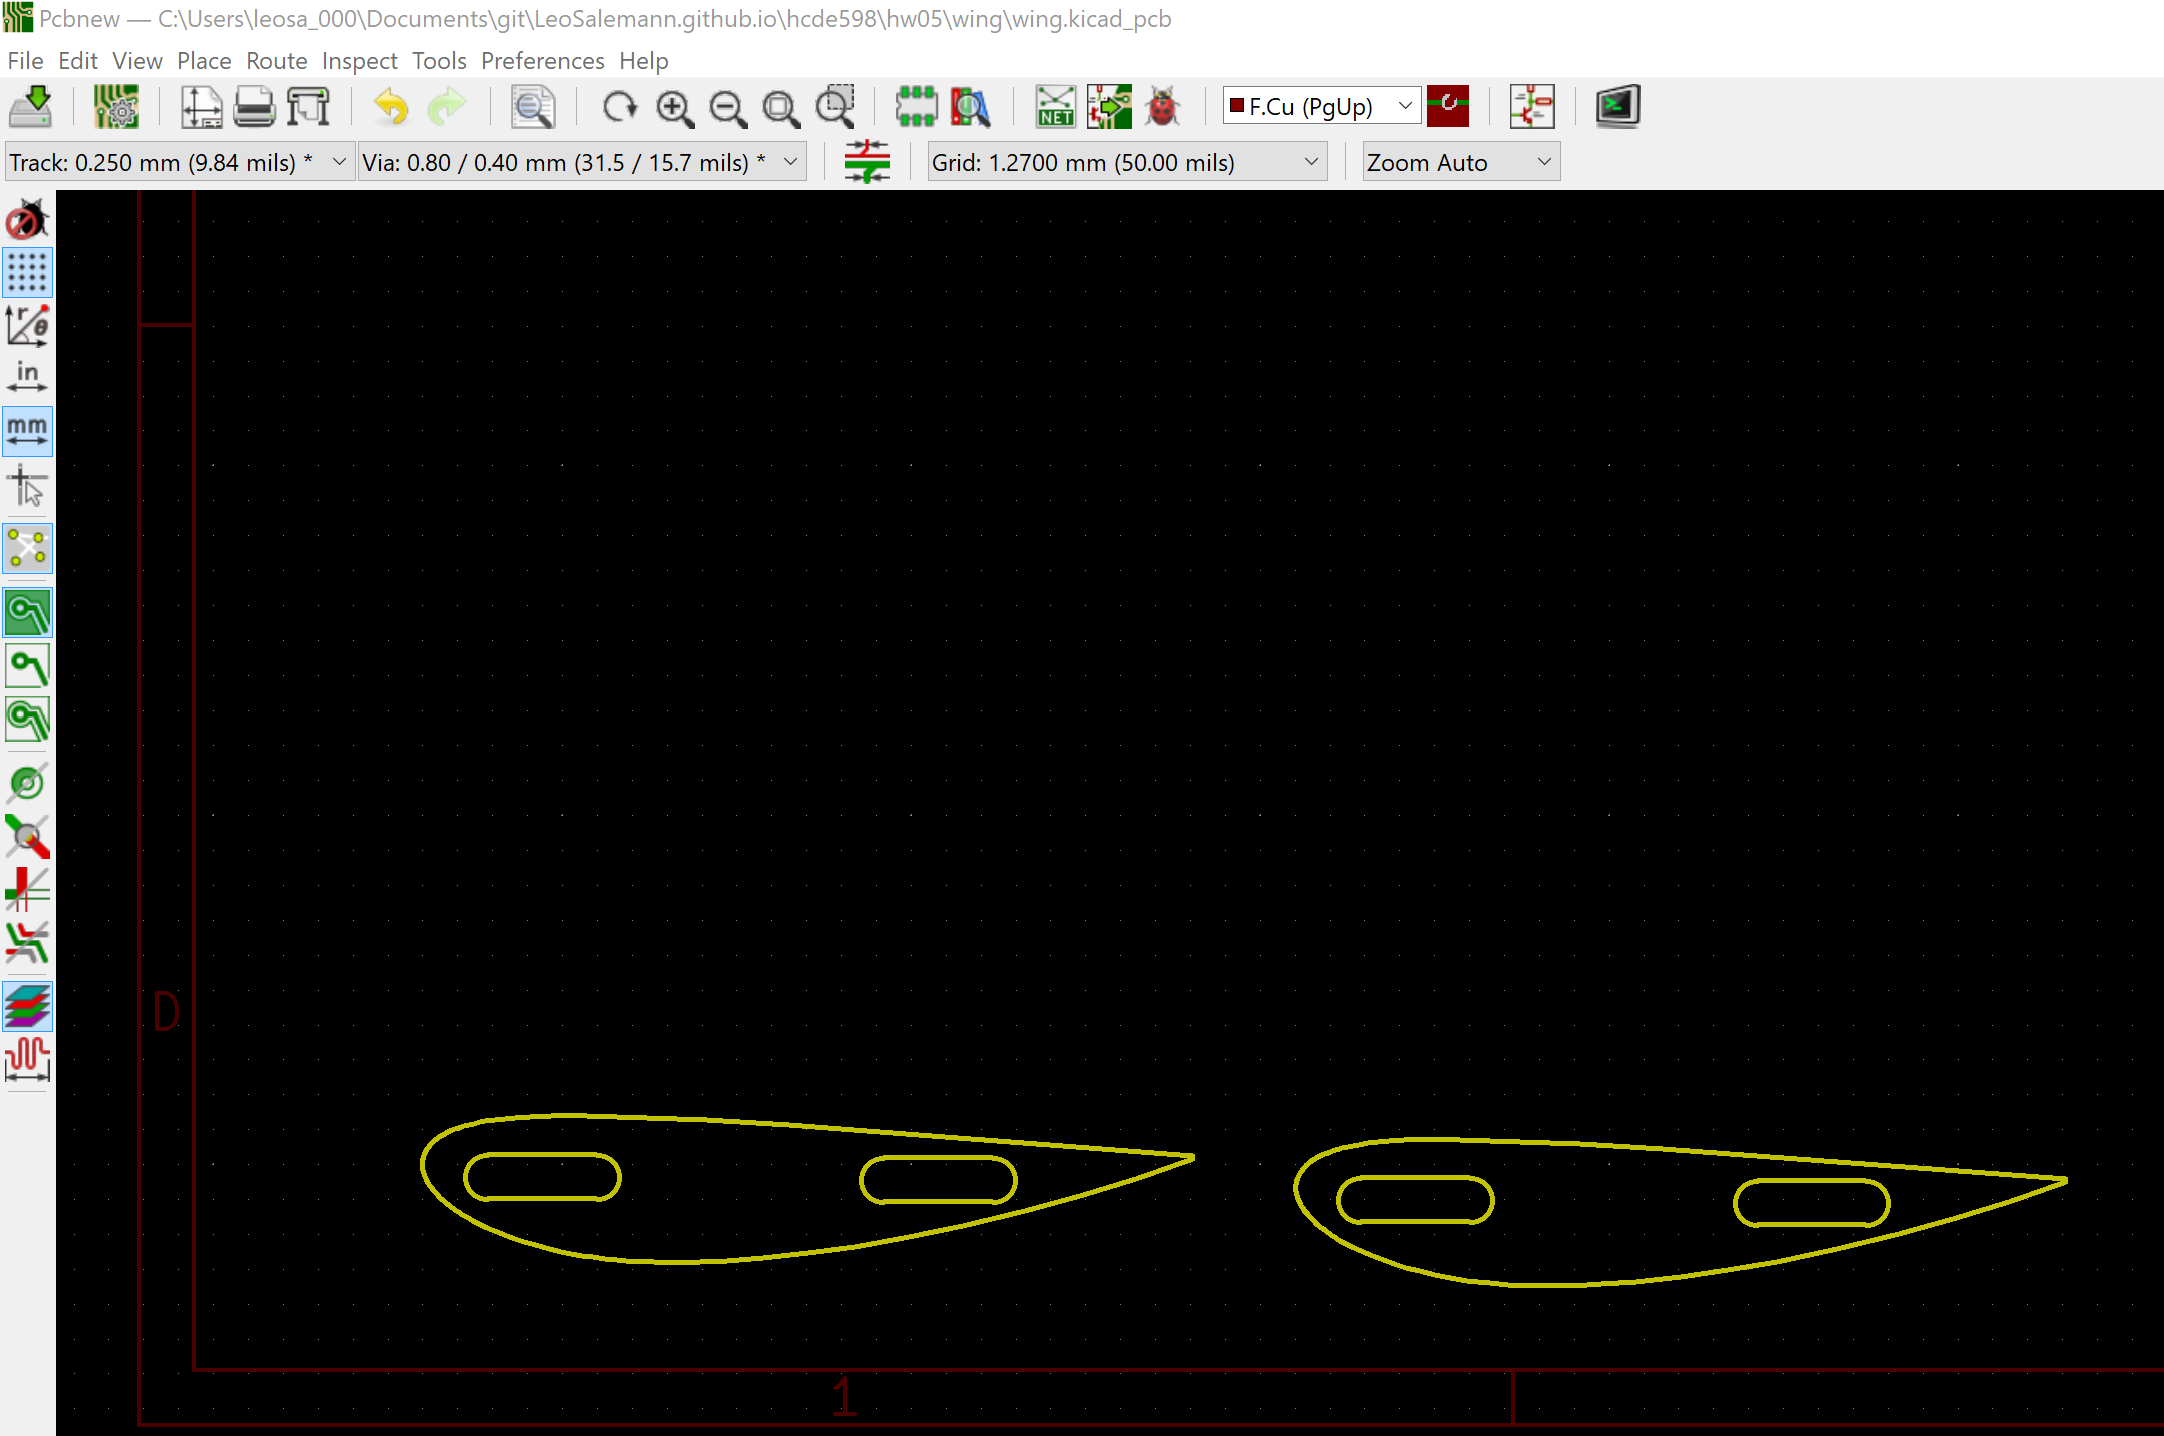 Pcbnew — C:\Users\leosa_000\Documents\git\LeoSalemann.github.io\hcde598\hw05\wing\wing.kicad_pcb
File Edit View Place Route Inspect Tools Preferences Help
NET F.Cu (PgUp)
Track: 0.250 mm (9.84 mils) * Via: 0.80 / 0.40 mm (31.5 / 15.7 mils) * Grid: 1.2700 mm (50.00 mils) Zoom Auto
r θ
in
mm
D
1